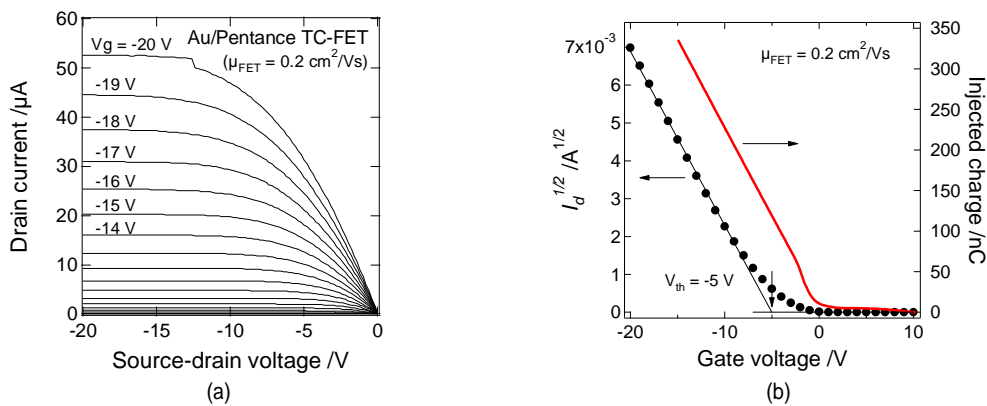 60
50
40
30
20
10
0
Drain current /μA
Vg = -20 V
Au/Pentance TC-FET
(μFET = 0.2 cm²/Vs)
-19 V
-18 V
-17 V
-16 V
-15 V
-14 V
-20
-15
-10
-5
0
Source-drain voltage /V
(a)
7x10⁻³
6
5
4
3
2
1
0
Id^1/2 /A^1/2
μFET = 0.2 cm²/Vs
Vth = -5 V
350
300
250
200
150
100
50
0
Injected charge /nC
-20
-10
0
10
Gate voltage /V
(b)